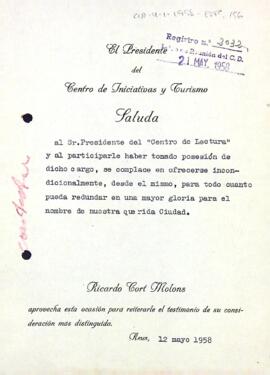 Registro n.º 2032
21 MAY. 1958
El Presidente
del
Centro de Iniciativas y Turismo
Saluda
al Sr.Presidente del "Centro de Lectura"
y al participarle haber tomado posesión de
dicho cargo, se complace en ofrecerse incon-
dicionalmente, desde el mismo, para todo cuanto
pueda redundar en una mayor gloria para el
nombre de nuestra querida Ciudad.
Ricardo Cort Molons
aprovecha esta ocasión para reiterarle el testimonio de su consi-
deración mas distinguida.
Reus, 12 mayo 1958